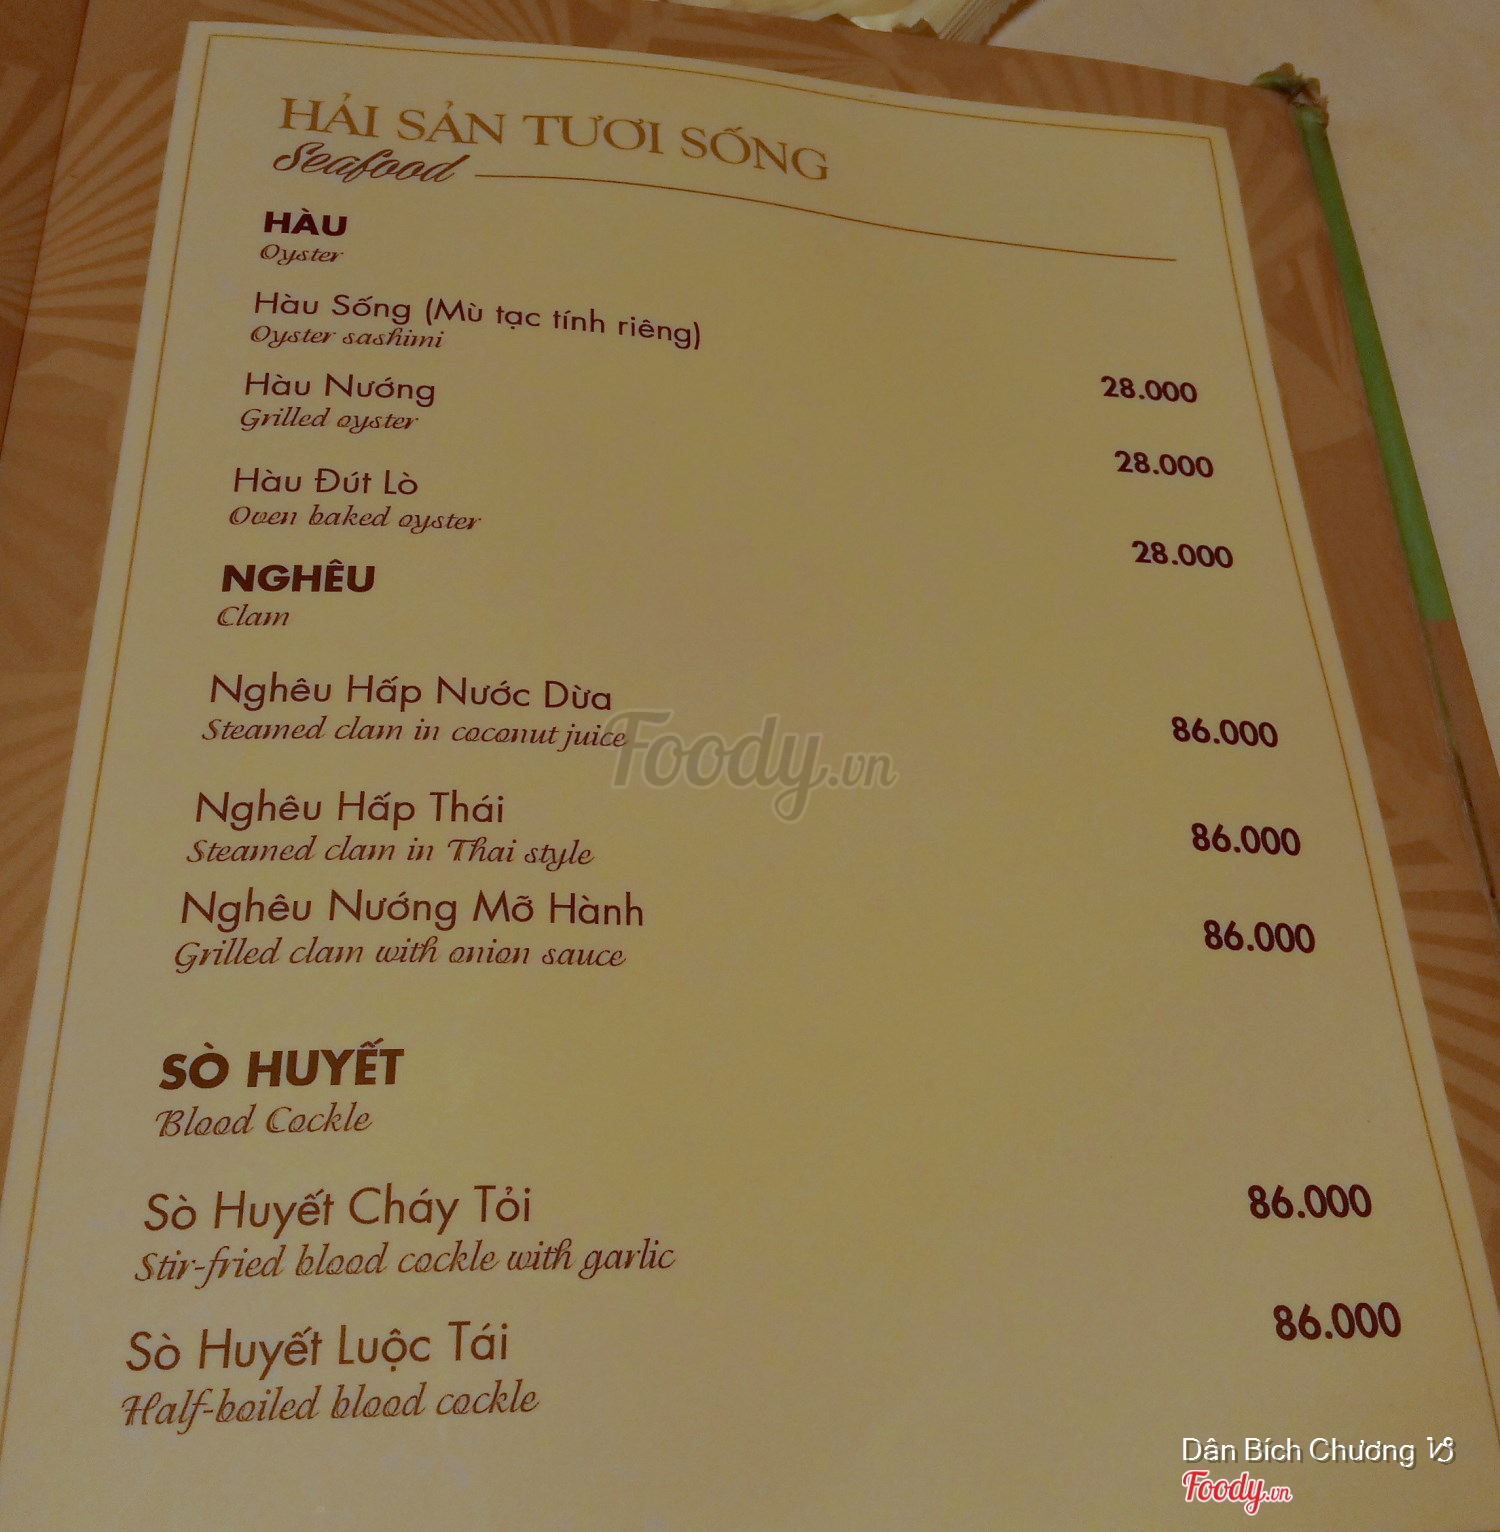 HẢI SẢN TƯƠI SỐNG
Seafood
HÀU
Oyster
Hàu Sống (Mù tạc tính riêng)
Oyster sashimi
28.000
Hàu Nướng
Grilled oyster
28.000
Hàu Đút Lò
Oven baked oyster
28.000
NGHÊU
Clam
Nghêu Hấp Nước Dừa
Steamed clam in coconut juice
86.000
Foody.vn
Nghêu Hấp Thái
Steamed clam in Thai style
86.000
Nghêu Nướng Mỡ Hành
Grilled clam with onion sauce
86.000
SÒ HUYẾT
Blood Cockle
Sò Huyết Cháy Tỏi
Stir-fried blood cockle with garlic
86.000
Sò Huyết Luộc Tái
Half-boiled blood cockle
86.000
Dân Bích Chương ♑
Foody.vn